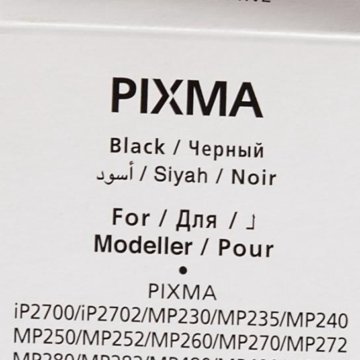 PIXMA
Black / Черный
أسود / Siyah / Noir
For / Для / لـ
Modeller / Pour
•
PIXMA
iP2700/iP2702/MP230/MP235/MP240
MP250/MP252/MP260/MP270/MP272